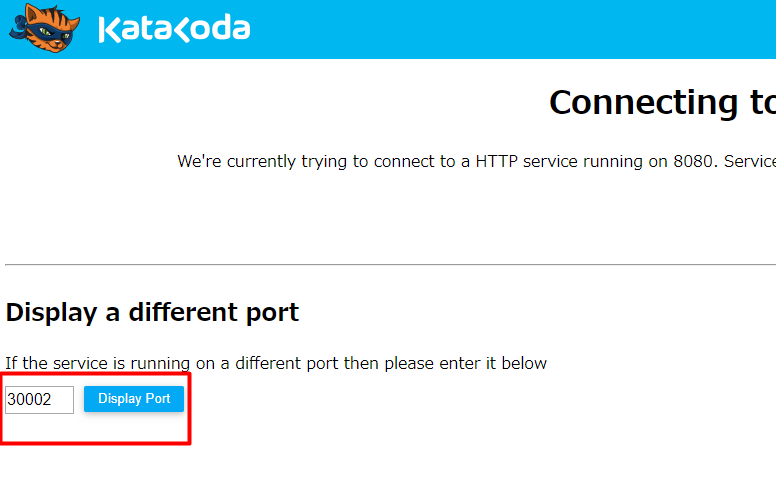 Katacoda
Connecting to
We're currently trying to connect to a HTTP service running on 8080. Service
Display a different port
If the service is running on a different port then please enter it below
30002 Display Port